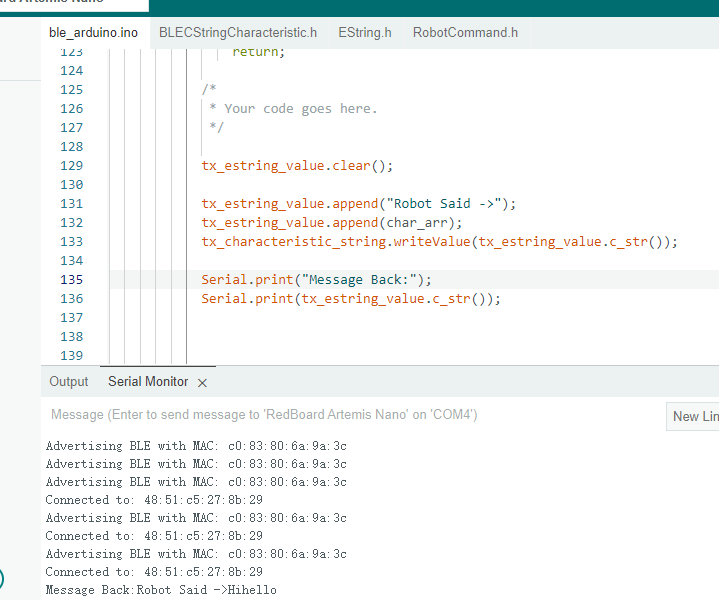 ble_arduino.ino BLECStringCharacteristic.h EString.h RobotCommand.h
123 return;
124
125 /*
126 * Your code goes here.
127 */
128
129 tx_estring_value.clear();
130
131 tx_estring_value.append("Robot Said ->");
132 tx_estring_value.append(char_arr);
133 tx_characteristic_string.writeValue(tx_estring_value.c_str());
134
135 Serial.print("Message Back:");
136 Serial.print(tx_estring_value.c_str());
137
138
139
Output Serial Monitor ×
Message (Enter to send message to 'RedBoard Artemis Nano' on 'COM4')
New Lin
Advertising BLE with MAC: c0:83:80:6a:9a:3c
Advertising BLE with MAC: c0:83:80:6a:9a:3c
Advertising BLE with MAC: c0:83:80:6a:9a:3c
Connected to: 48:51:c5:27:8b:29
Advertising BLE with MAC: c0:83:80:6a:9a:3c
Connected to: 48:51:c5:27:8b:29
Advertising BLE with MAC: c0:83:80:6a:9a:3c
Connected to: 48:51:c5:27:8b:29
Message Back:Robot Said ->Hihello